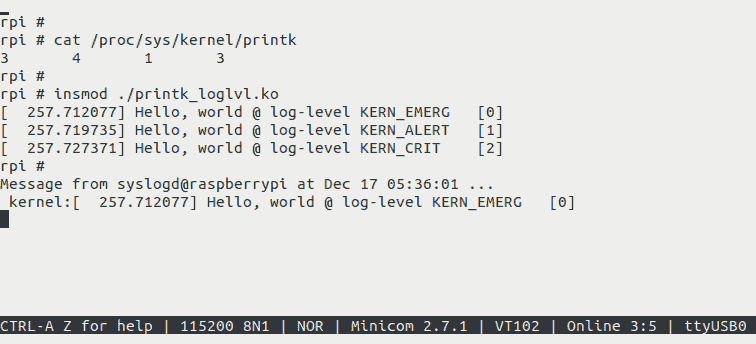 rpi #
rpi # cat /proc/sys/kernel/printk
3       4       1       3
rpi #
rpi # insmod ./printk_loglvl.ko
[  257.712077] Hello, world @ log-level KERN_EMERG   [0]
[  257.719735] Hello, world @ log-level KERN_ALERT   [1]
[  257.727371] Hello, world @ log-level KERN_CRIT    [2]
rpi #
Message from syslogd@raspberrypi at Dec 17 05:36:01 ...
 kernel:[  257.712077] Hello, world @ log-level KERN_EMERG   [0]
CTRL-A Z for help | 115200 8N1 | NOR | Minicom 2.7.1 | VT102 | Online 3:5 | ttyUSB0